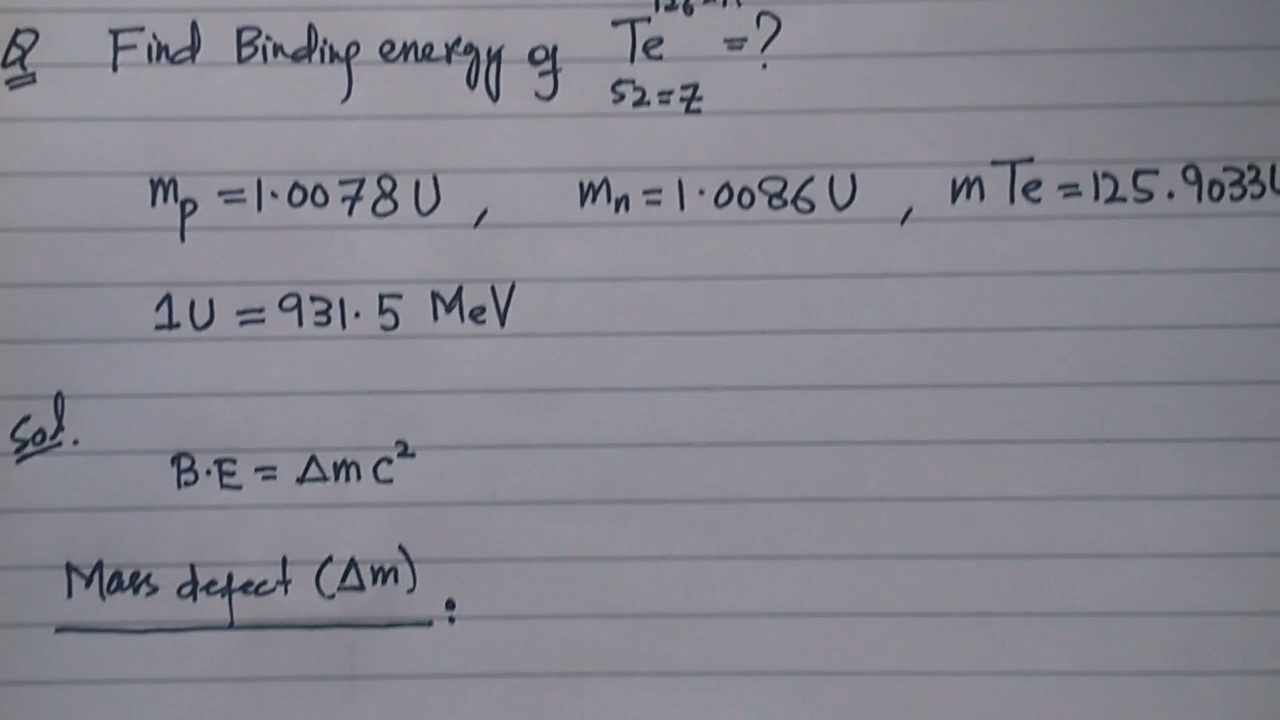 Q Find Binding energy of Te =?
52=Z
mp = 1.0078 U , mn = 1.0086 U , m Te = 125.9033U
1U = 931.5 MeV
Sol.
B.E = Δm c²
Mass defect (Δm) :